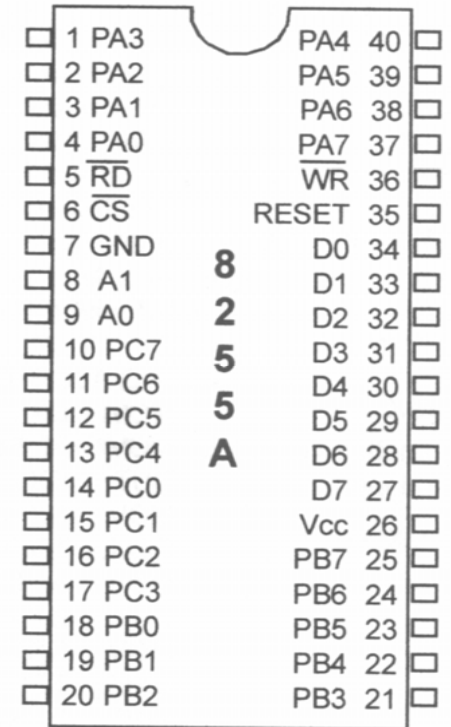 1 PA3
2 PA2
3 PA1
4 PA0
5 R̅D̅
6 C̅S̅
7 GND
8 A1
9 A0
10 PC7
11 PC6
12 PC5
13 PC4
14 PC0
15 PC1
16 PC2
17 PC3
18 PB0
19 PB1
20 PB2
8
2
5
5
A
PA4 40
PA5 39
PA6 38
PA7 37
W̅R̅ 36
RESET 35
D0 34
D1 33
D2 32
D3 31
D4 30
D5 29
D6 28
D7 27
Vcc 26
PB7 25
PB6 24
PB5 23
PB4 22
PB3 21